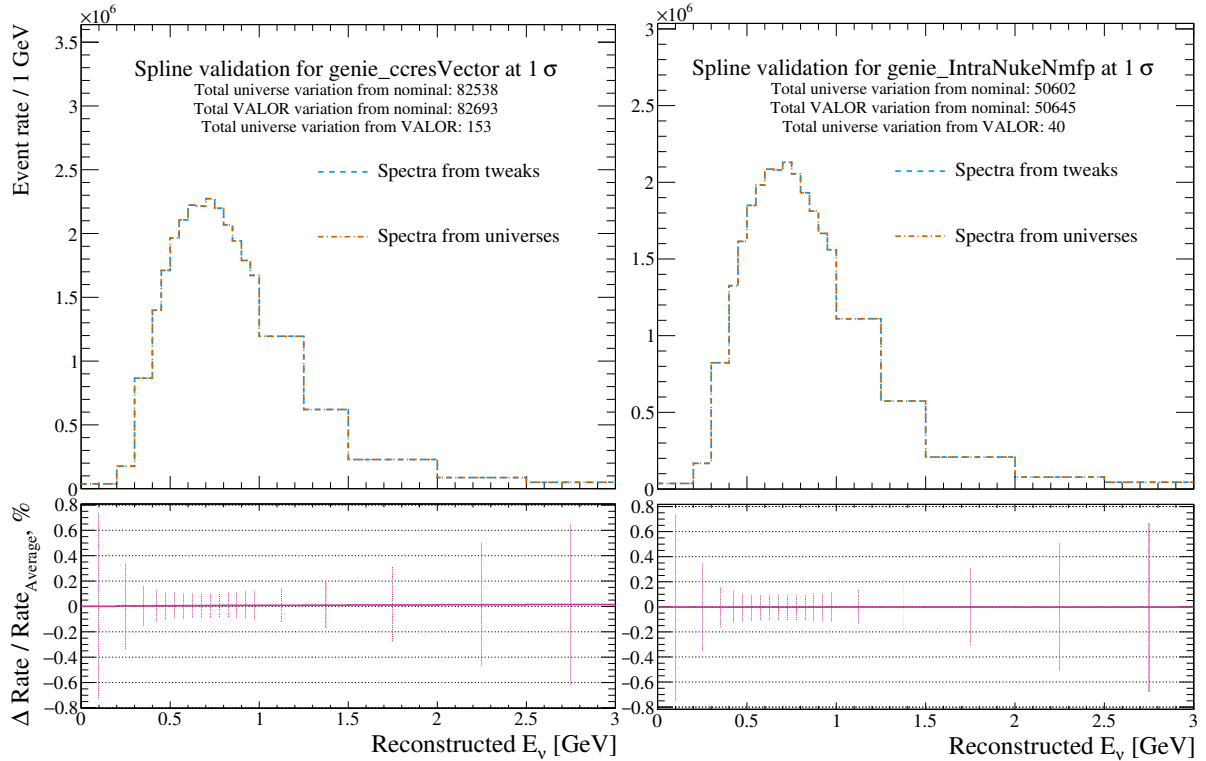 ×10⁶
3.5
3
2.5
2
1.5
1
0.5
0
Event rate / 1 GeV
Spline validation for genie_ccresVector at 1 σ
Total universe variation from nominal: 82538
Total VALOR variation from nominal: 82693
Total universe variation from VALOR: 153
Spectra from tweaks
Spectra from universes
0.8
0.6
0.4
0.2
0
−0.2
−0.4
−0.6
−0.8
Δ Rate / Rate_Average, %
0 0.5 1 1.5 2 2.5 3
Reconstructed E_ν [GeV]
×10⁶
3
2.5
2
1.5
1
0.5
0
Spline validation for genie_IntraNukeNmfp at 1 σ
Total universe variation from nominal: 50602
Total VALOR variation from nominal: 50645
Total universe variation from VALOR: 40
Spectra from tweaks
Spectra from universes
0.8
0.6
0.4
0.2
0
−0.2
−0.4
−0.6
−0.8
0 0.5 1 1.5 2 2.5 3
Reconstructed E_ν [GeV]